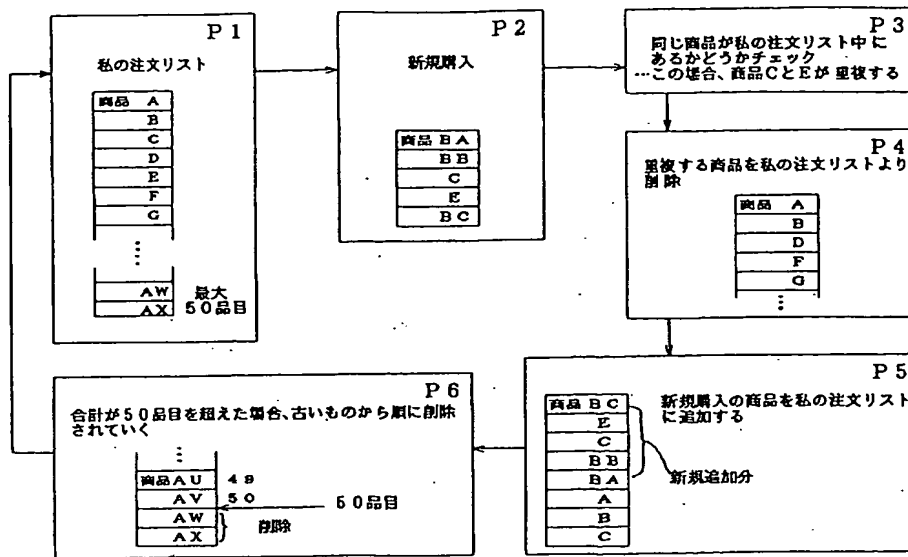 P1
私の注文リスト
商品 A
B
C
D
E
F
G
AW
AX
最大
50品目
P2
新規購入
商品 BA
BB
C
E
BC
P3
同じ商品が私の注文リスト中に
あるかどうかチェック
…この場合、商品CとEが重複する
P4
重複する商品を私の注文リストより
削除
商品 A
B
D
F
G
P5
新規購入の商品を私の注文リスト
に追加する
商品 BC
E
C
BB
BA
A
B
C
新規追加分
P6
合計が50品目を超えた場合、古いものから順に削除
されていく
商品AU 49
AV 50
AW
AX
50品目
削除